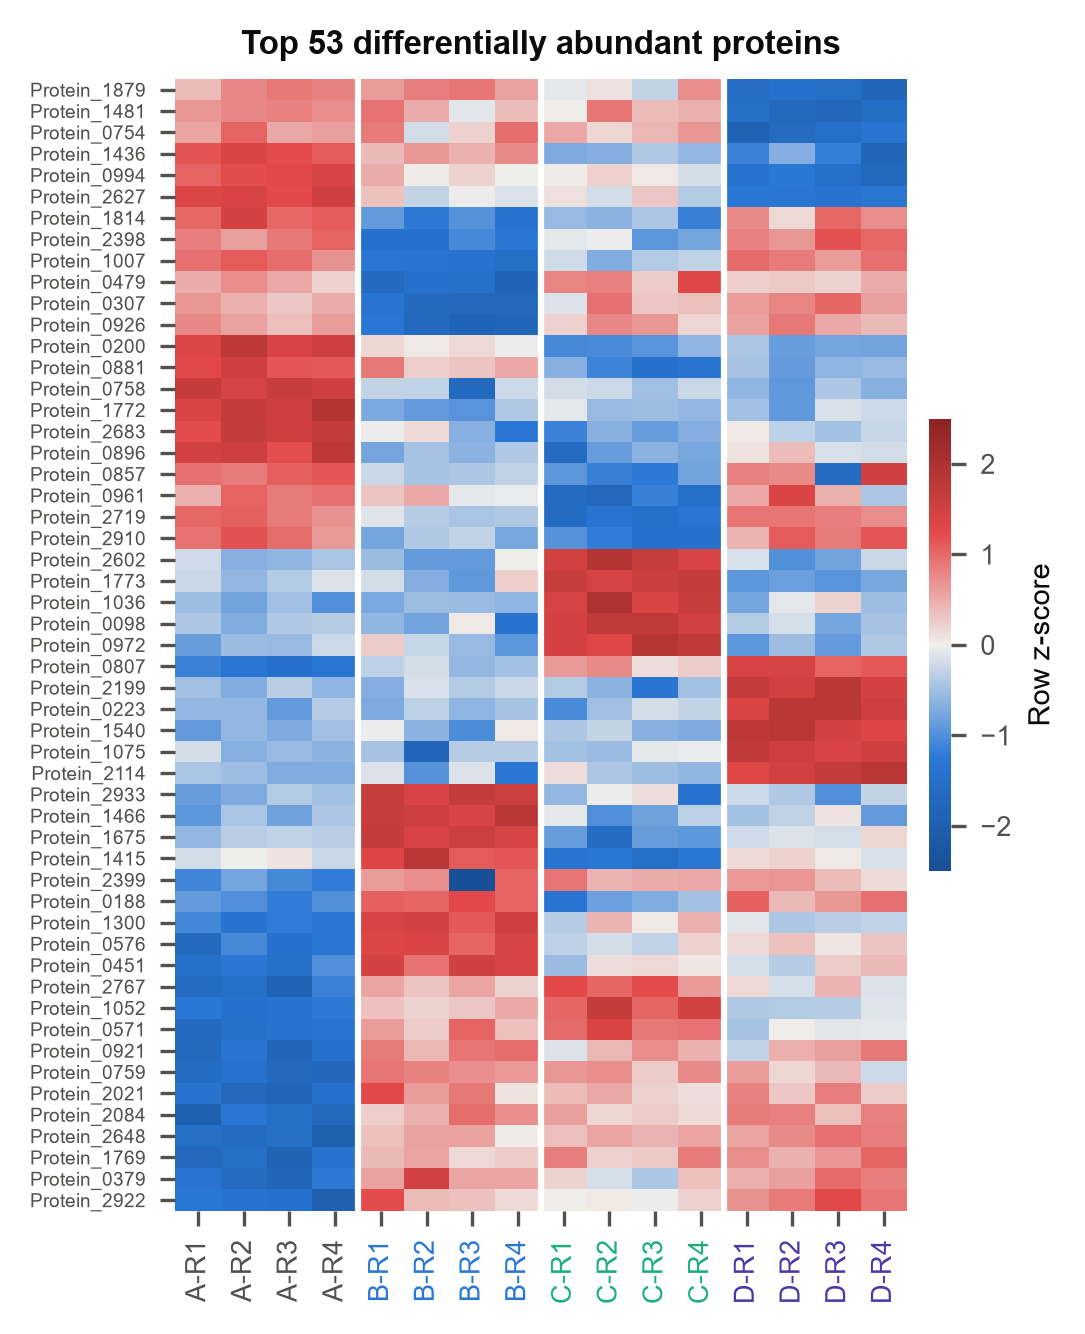 Top 53 differentially abundant proteins
Protein_1879
Protein_1481
Protein_0754
Protein_1436
Protein_0994
Protein_2627
Protein_1814
Protein_2398
Protein_1007
Protein_0479
Protein_0307
Protein_0926
Protein_0200
Protein_0881
Protein_0758
Protein_1772
Protein_2683
Protein_0896
Protein_0857
Protein_0961
Protein_2719
Protein_2910
Protein_2602
Protein_1773
Protein_1036
Protein_0098
Protein_0972
Protein_0807
Protein_2199
Protein_0223
Protein_1540
Protein_1075
Protein_2114
Protein_2933
Protein_1466
Protein_1675
Protein_1415
Protein_2399
Protein_0188
Protein_1300
Protein_0576
Protein_0451
Protein_2767
Protein_1052
Protein_0571
Protein_0921
Protein_0759
Protein_2021
Protein_2084
Protein_2648
Protein_1769
Protein_0379
Protein_2922
A-R1
A-R2
A-R3
A-R4
B-R1
B-R2
B-R3
B-R4
C-R1
C-R2
C-R3
C-R4
D-R1
D-R2
D-R3
D-R4
2
1
0
−1
−2
Row z-score